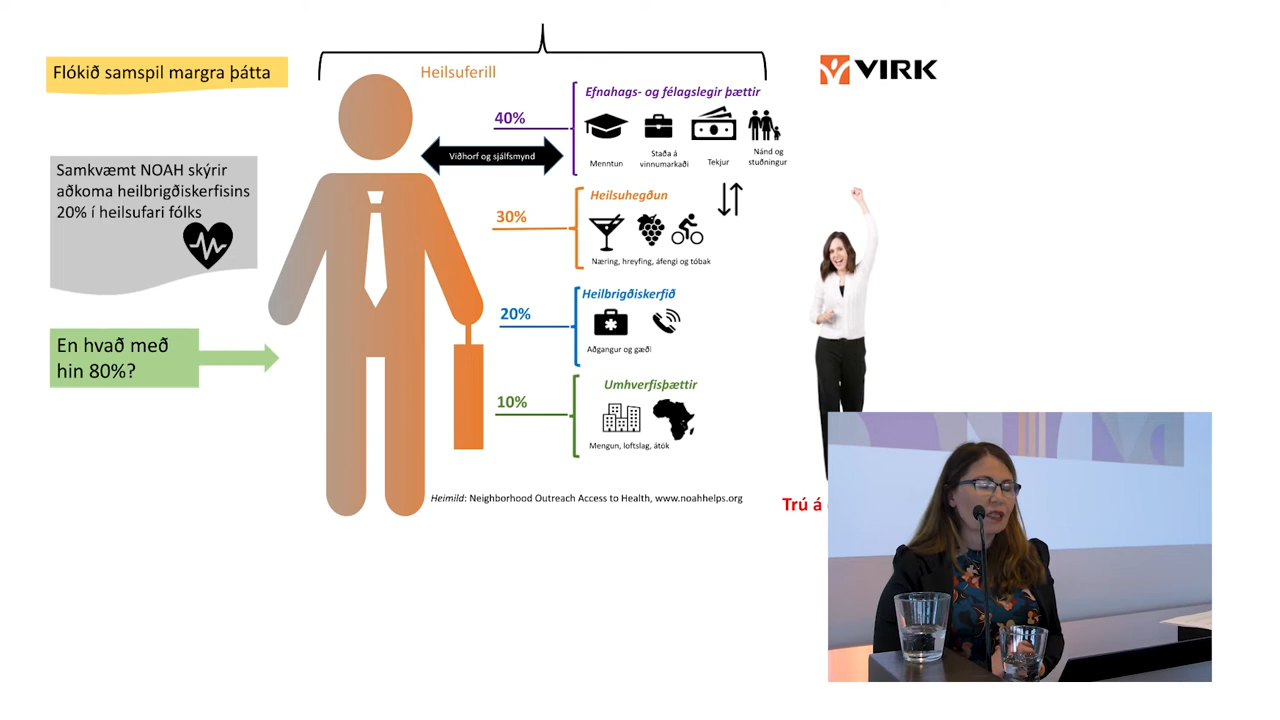 Flókið samspil margra þátta
Samkvæmt NOAH skýrir
aðkoma heilbrigðiskerfisins
20% í heilsufari fólks
En hvað með
hin 80%?
Heilsuferill
Viðhorf og sjálfsmynd
40%
Efnahags- og félagslegir þættir
Menntun
Staða á
vinnumarkaði
Tekjur
Nánd og
stuðningur
30%
Heilsuhegðun
Næring, hreyfing, áfengi og tóbak
20%
Heilbrigðiskerfið
Aðgangur og gæði
10%
Umhverfisþættir
Mengun, loftslag, átök
Heimild: Neighborhood Outreach Access to Health, www.noahhelps.org
VIRK
Trú á